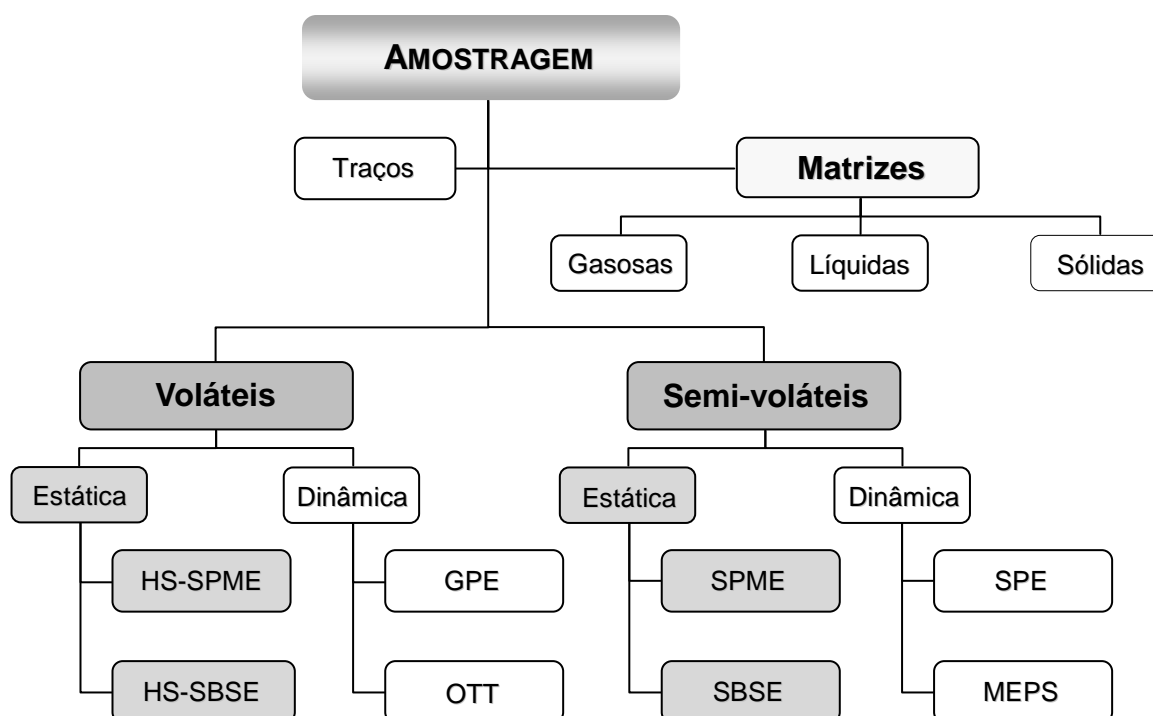 AMOSTRAGEM
Traços
Matrizes
Gasosas
Líquidas
Sólidas
Voláteis
Semi-voláteis
Estática
Dinâmica
Estática
Dinâmica
HS-SPME
GPE
SPME
SPE
HS-SBSE
OTT
SBSE
MEPS